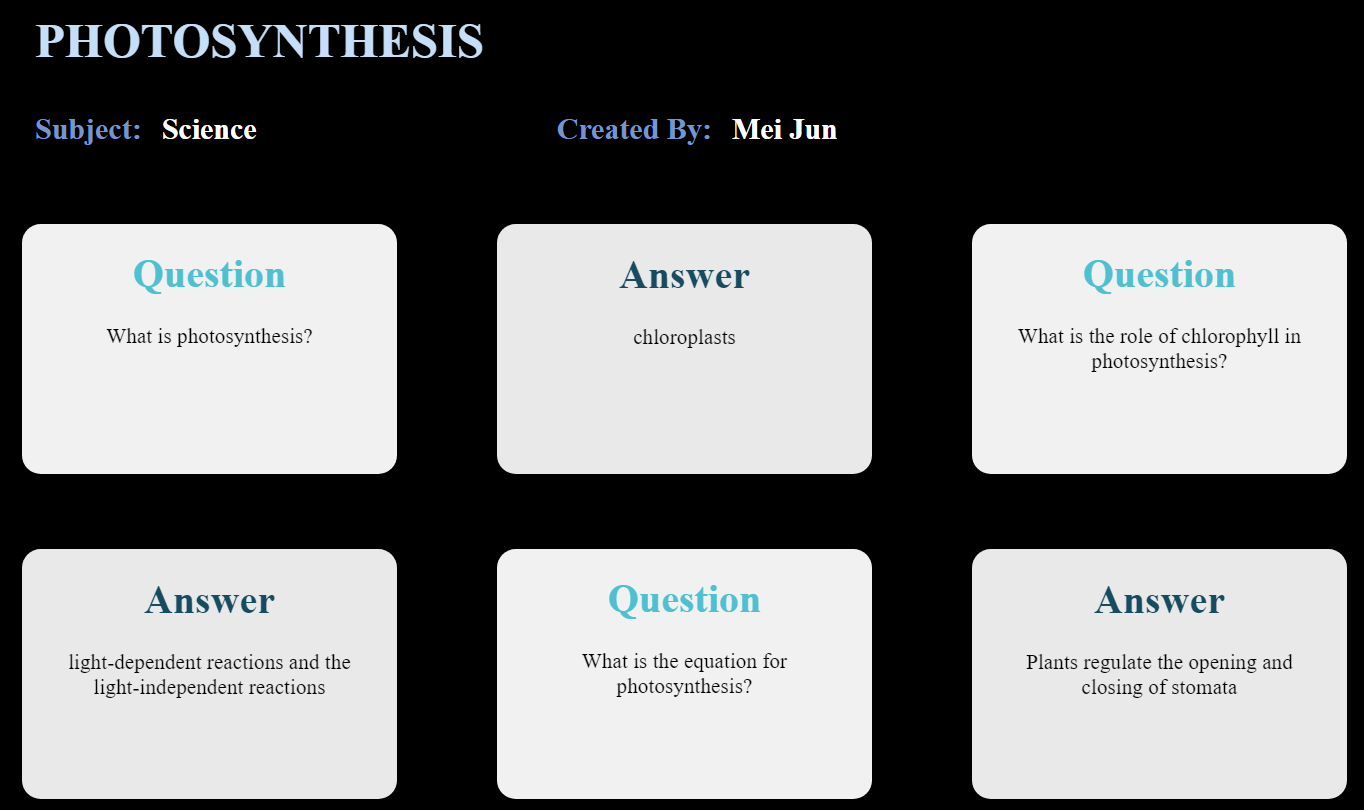 PHOTOSYNTHESIS
Subject: Science
Created By: Mei Jun
Question
What is photosynthesis?
Answer
chloroplasts
Question
What is the role of chlorophyll in
photosynthesis?
Answer
light-dependent reactions and the
light-independent reactions
Question
What is the equation for
photosynthesis?
Answer
Plants regulate the opening and
closing of stomata